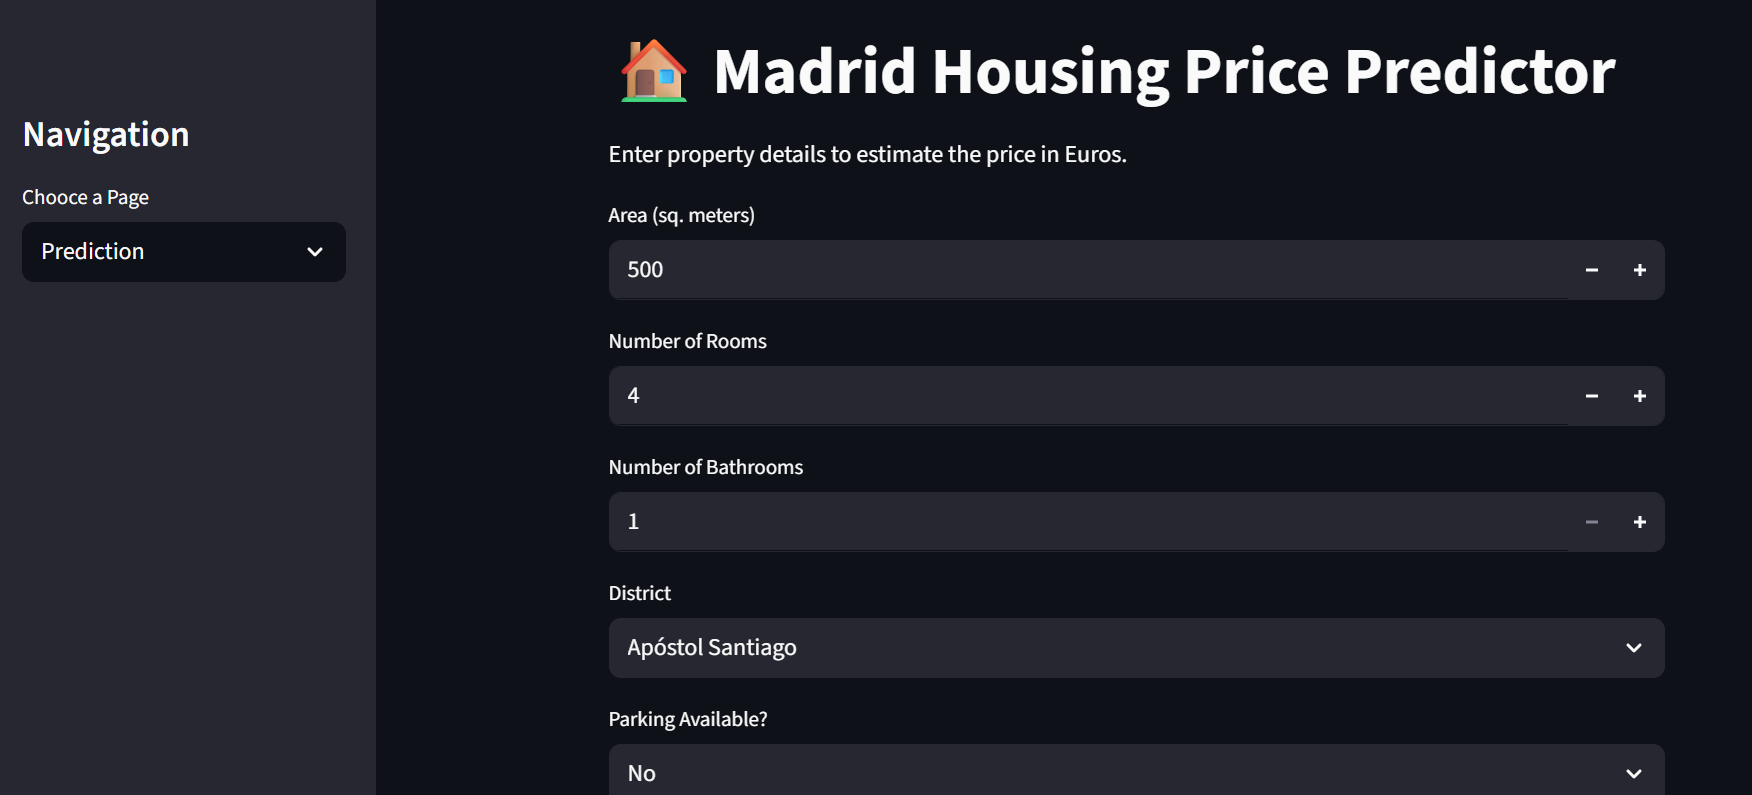 Navigation
Chooce a Page
Prediction
Madrid Housing Price Predictor
Enter property details to estimate the price in Euros.
Area (sq. meters)
500
Number of Rooms
4
Number of Bathrooms
1
District
Apóstol Santiago
Parking Available?
No